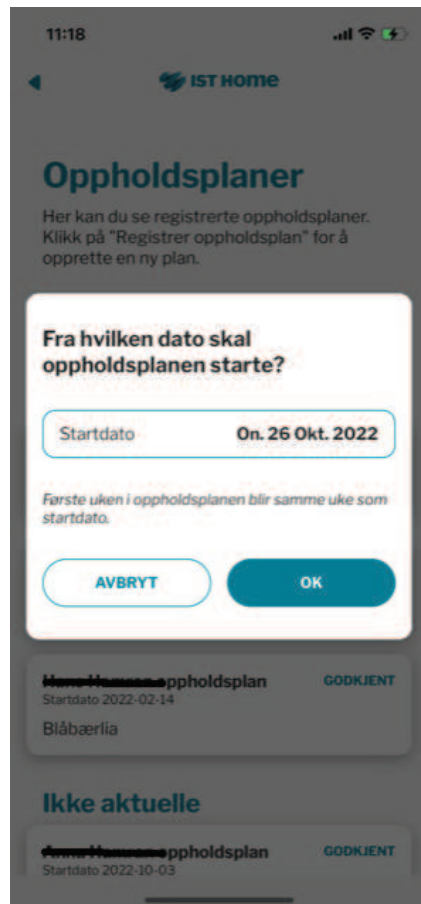 11:18
IST HOME
Oppholdsplaner
Her kan du se registrerte oppholdsplaner.
Klikk på "Registrer oppholdsplan" for å
opprette en ny plan.
Fra hvilken dato skal
oppholdsplanen starte?
Startdato On. 26 Okt. 2022
Første uken i oppholdsplanen blir samme uke som
startdato.
AVBRYT OK
oppholdsplan GODKJENT
Startdato 2022-02-14
Blåbærlia
Ikke aktuelle
oppholdsplan GODKJENT
Startdato 2022-10-03